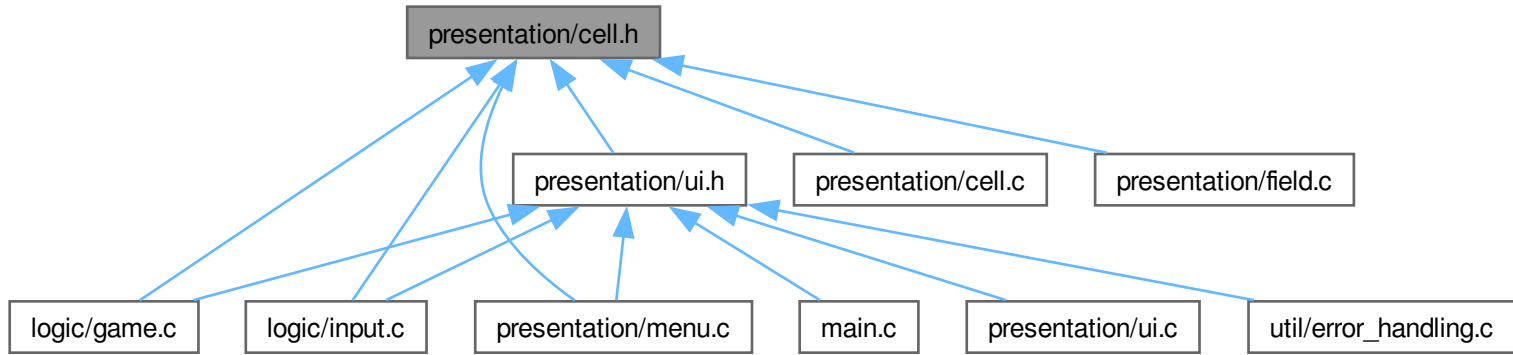 presentation/cell.h
presentation/ui.h
presentation/cell.c
presentation/field.c
logic/game.c
logic/input.c
presentation/menu.c
main.c
presentation/ui.c
util/error_handling.c